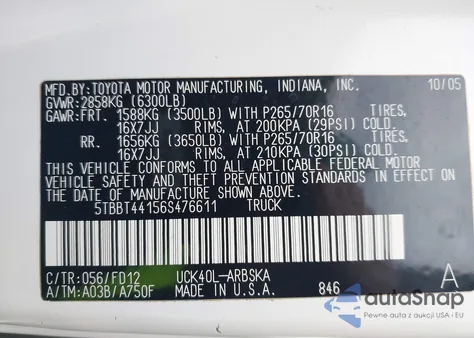 MFD.BY:TOYOTA MOTOR MANUFACTURING, INDIANA, INC. 10/05
GVWR:2858KG (6300LB)
GAWR:FRT. 1588KG (3500LB) WITH P265/70R16 TIRES,
16X7JJ RIMS, AT 200KPA (29PSI) COLD.
RR. 1656KG (3650LB) WITH P265/70R16 TIRES,
16X7JJ RIMS, AT 210KPA (30PSI) COLD.
THIS VEHICLE CONFORMS TO ALL APPLICABLE FEDERAL MOTOR
VEHICLE SAFETY AND THEFT PREVENTION STANDARDS IN EFFECT ON
THE DATE OF MANUFACTURE SHOWN ABOVE.
5TBBT44156S476611 TRUCK
C/TR:056/FD12 UCK40L-ARBSKA A
A/TM:A03B/A750F MADE IN U.S.A. 846
autoSnap
Pewne auta z USA i EU